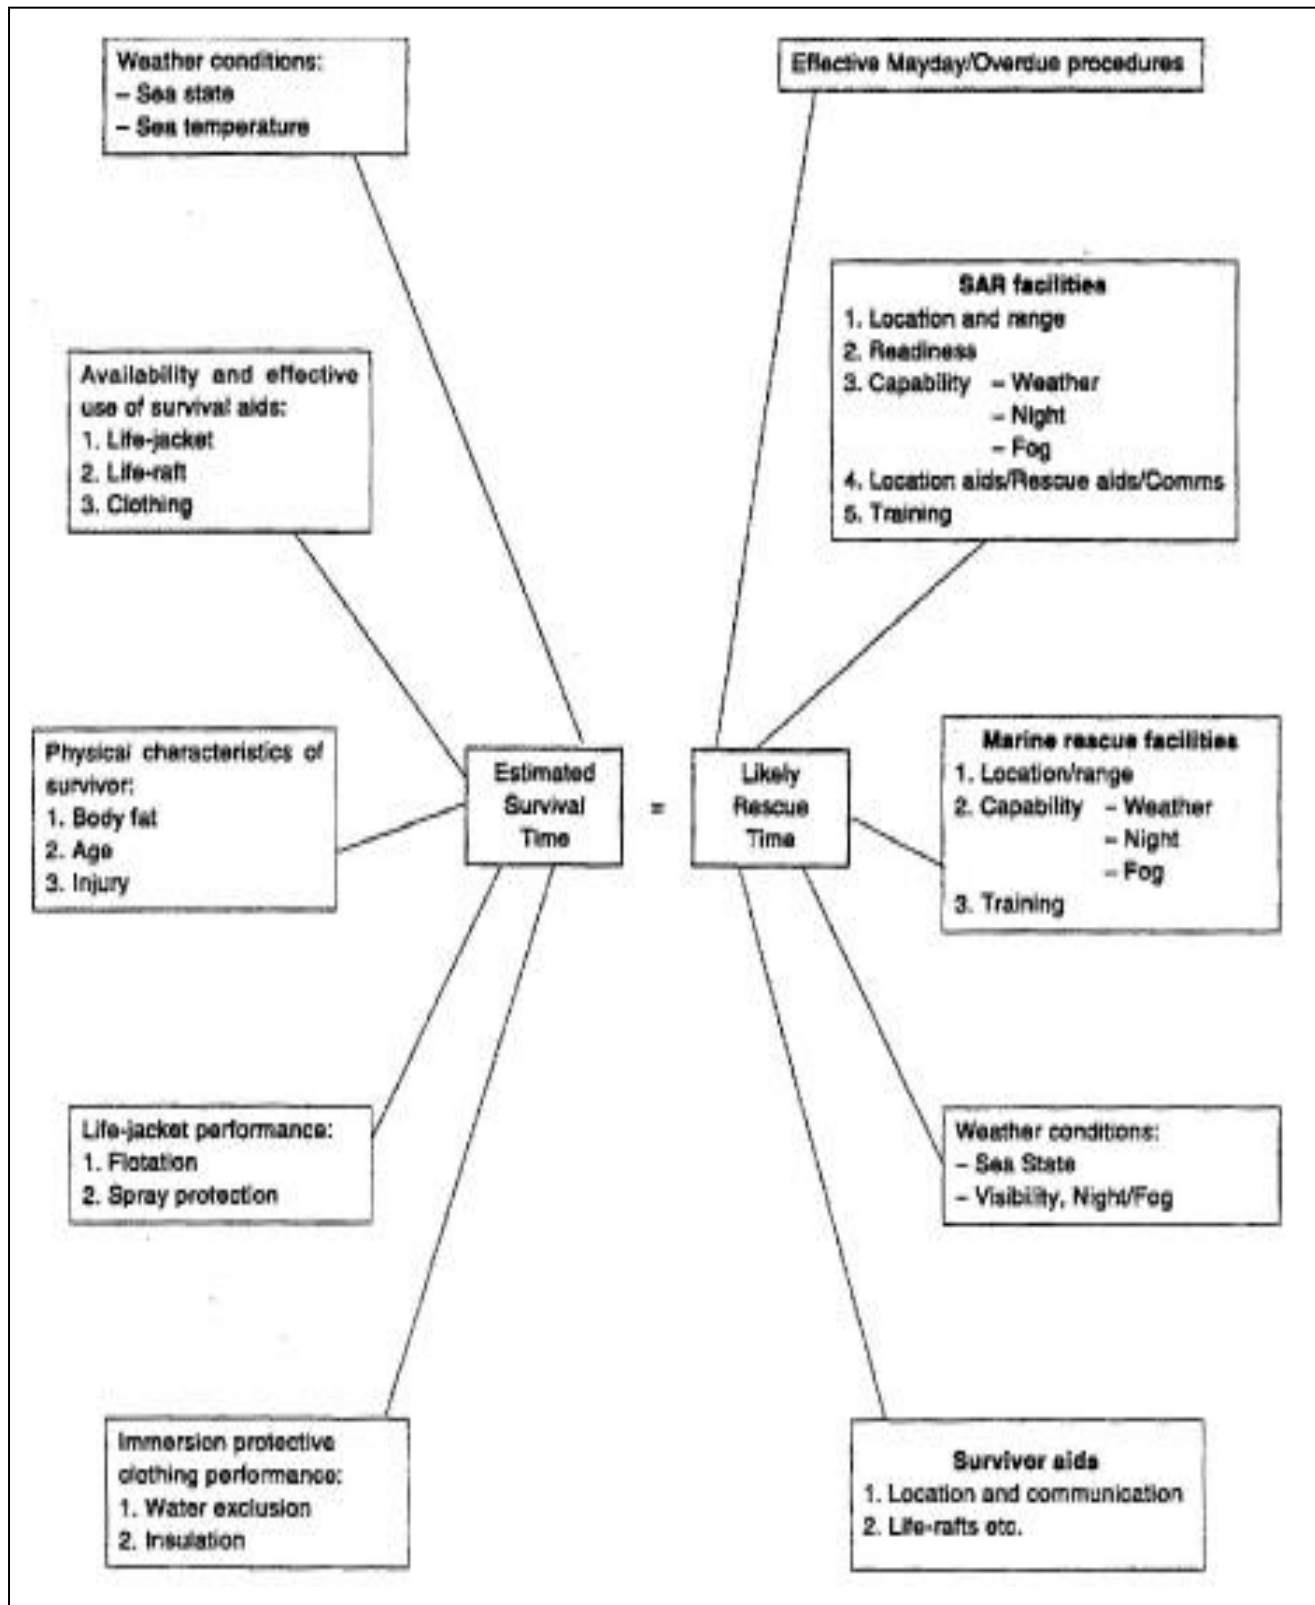 Weather conditions:
– Sea state
– Sea temperature
Effective Mayday/Overdue procedures
SAR facilities
1. Location and range
2. Readiness
3. Capability – Weather
– Night
– Fog
4. Location aids/Rescue aids/Comms
5. Training
Availability and effective
use of survival aids:
1. Life-jacket
2. Life-raft
3. Clothing
Physical characteristics of
survivor:
1. Body fat
2. Age
3. Injury
Estimated
Survival
Time
=
Likely
Rescue
Time
Marine rescue facilities
1. Location/range
2. Capability – Weather
– Night
– Fog
3. Training
Life-jacket performance:
1. Flotation
2. Spray protection
Weather conditions:
– Sea State
– Visibility, Night/Fog
Immersion protective
clothing performance:
1. Water exclusion
2. Insulation
Survivor aids
1. Location and communication
2. Life-rafts etc.